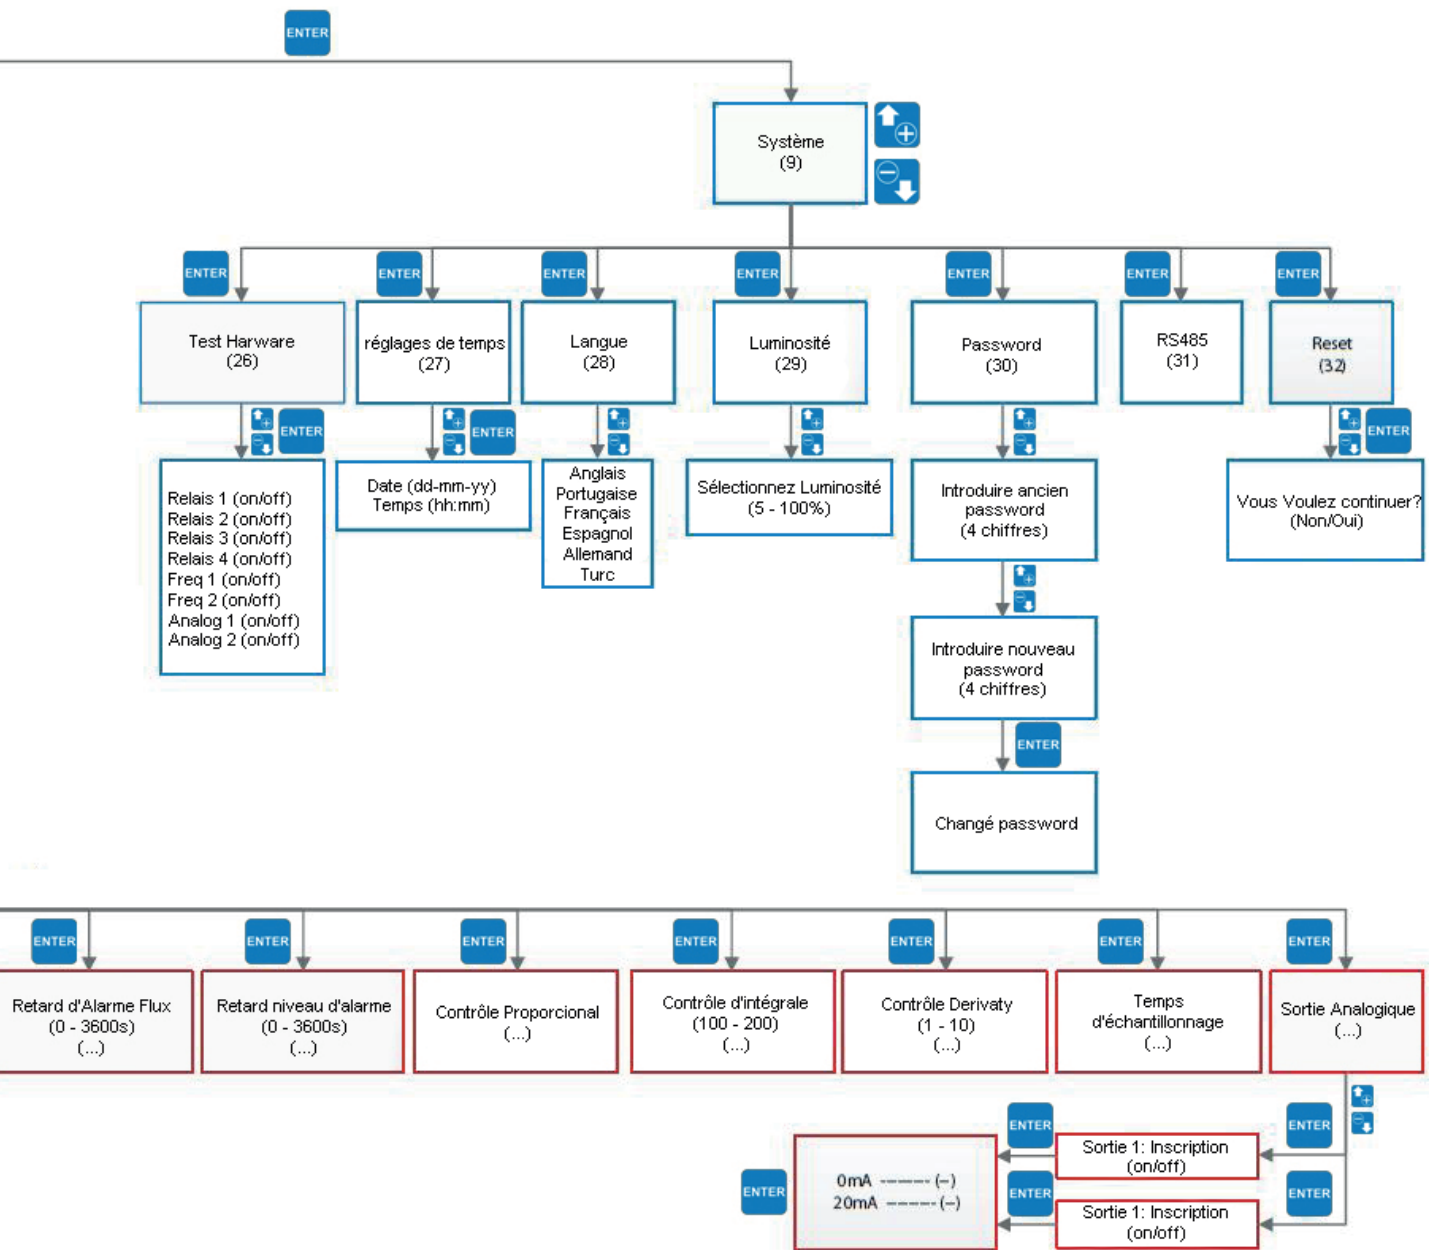 ENTER
Système
(9)
ENTER
ENTER
ENTER
ENTER
ENTER
ENTER
ENTER
Test Harware
(26)
réglages de temps
(27)
Langue
(28)
Luminosité
(29)
Password
(30)
RS485
(31)
Reset
(32)
ENTER
ENTER
ENTER
Relais 1 (on/off)
Relais 2 (on/off)
Relais 3 (on/off)
Relais 4 (on/off)
Freq 1 (on/off)
Freq 2 (on/off)
Analog 1 (on/off)
Analog 2 (on/off)
Date (dd-mm-yy)
Temps (hh:mm)
Anglais
Portugaise
Français
Espagnol
Allemand
Turc
Sélectionnez Luminosité
(5 - 100%)
Introduire ancien
password
(4 chiffres)
Vous Voulez continuer?
(Non/Oui)
Introduire nouveau
password
(4 chiffres)
ENTER
Changé password
ENTER
ENTER
ENTER
ENTER
ENTER
ENTER
ENTER
Retard d'Alarme Flux
(0 - 3600s)
(...)
Retard niveau d'alarme
(0 - 3600s)
(...)
Contrôle Proporcional
(...)
Contrôle d'intégrale
(100 - 200)
(...)
Contrôle Derivaty
(1 - 10)
(...)
Temps
d'échantillonnage
(...)
Sortie Analogique
(...)
ENTER
ENTER
Sortie 1: Inscription
(on/off)
ENTER
0mA ------- (–)
20mA ------- (–)
ENTER
ENTER
Sortie 1: Inscription
(on/off)